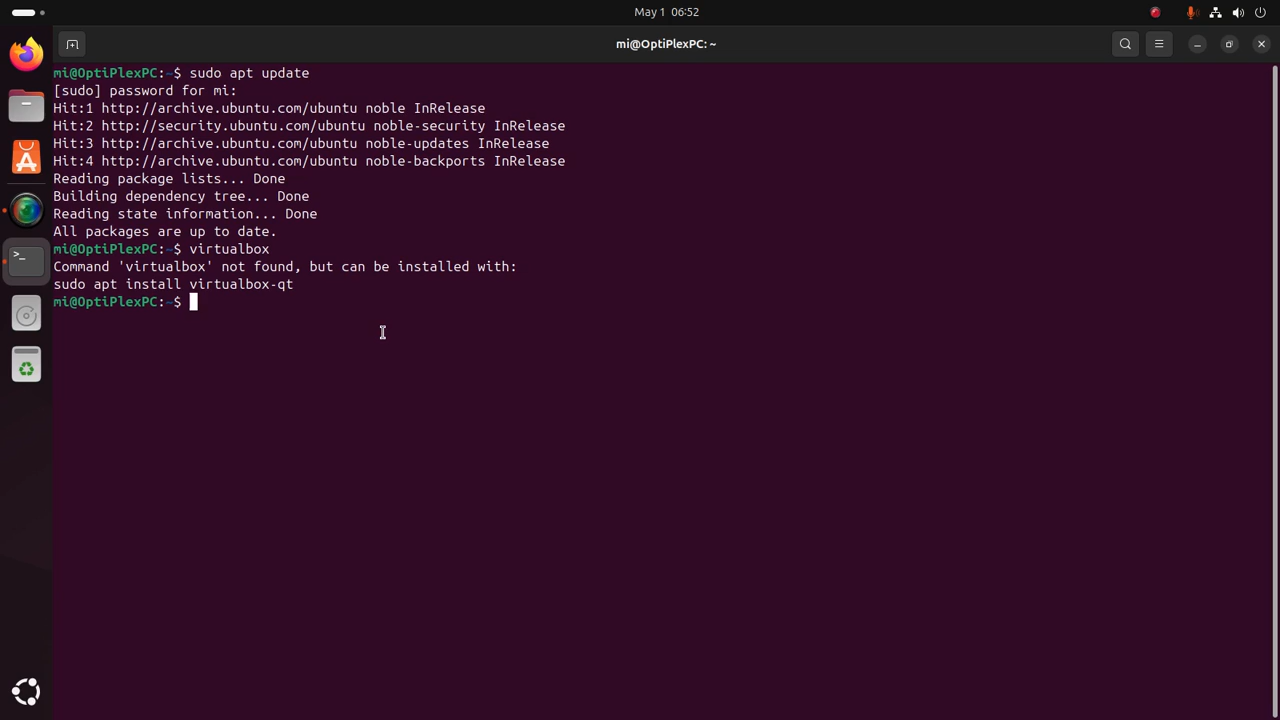 May 1 06:52
mi@OptiPlexPC: ~
mi@OptiPlexPC:~$ sudo apt update
[sudo] password for mi:
Hit:1 http://archive.ubuntu.com/ubuntu noble InRelease
Hit:2 http://security.ubuntu.com/ubuntu noble-security InRelease
Hit:3 http://archive.ubuntu.com/ubuntu noble-updates InRelease
Hit:4 http://archive.ubuntu.com/ubuntu noble-backports InRelease
Reading package lists... Done
Building dependency tree... Done
Reading state information... Done
All packages are up to date.
mi@OptiPlexPC:~$ virtualbox
Command 'virtualbox' not found, but can be installed with:
sudo apt install virtualbox-qt
mi@OptiPlexPC:~$